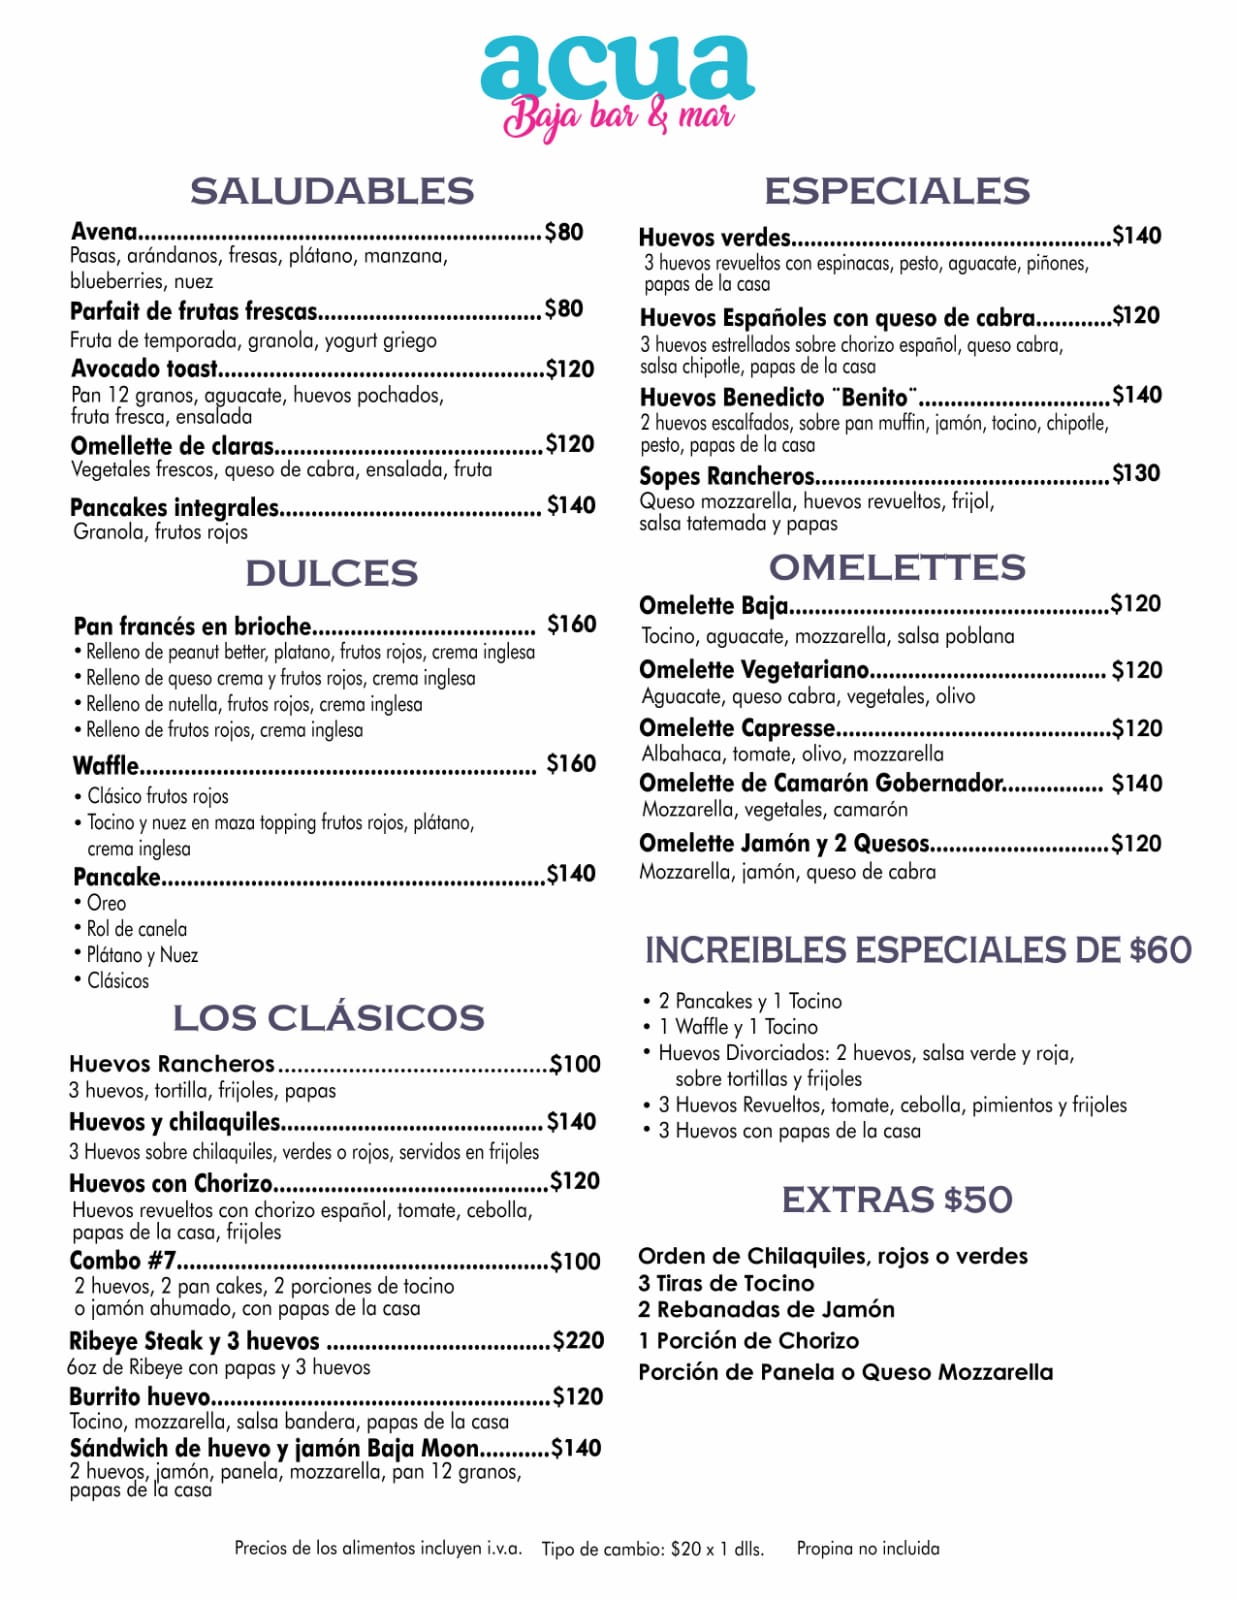 acua
Baja bar & mar
SALUDABLES
Avena..............................................................$80
Pasas, arándanos, fresas, plátano, manzana,
blueberries, nuez
Parfait de frutas frescas..................................$80
Fruta de temporada, granola, yogurt griego
Avocado toast..................................................$120
Pan 12 granos, aguacate, huevos pochados,
fruta fresca, ensalada
Omellette de claras.........................................$120
Vegetales frescos, queso de cabra, ensalada, fruta
Pancakes integrales........................................ $140
Granola, frutos rojos
DULCES
Pan francés en brioche.................................. $160
• Relleno de peanut better, platano, frutos rojos, crema inglesa
• Relleno de queso crema y frutos rojos, crema inglesa
• Relleno de nutella, frutos rojos, crema inglesa
• Relleno de frutos rojos, crema inglesa
Waffle............................................................. $160
• Clásico frutos rojos
• Tocino y nuez en maza topping frutos rojos, plátano,
crema inglesa
Pancake...........................................................$140
• Oreo
• Rol de canela
• Plátano y Nuez
• Clásicos
LOS CLÁSICOS
Huevos Rancheros.........................................$100
3 huevos, tortilla, frijoles, papas
Huevos y chilaquiles........................................$140
3 Huevos sobre chilaquiles, verdes o rojos, servidos en frijoles
Huevos con Chorizo..........................................$120
Huevos revueltos con chorizo español, tomate, cebolla,
papas de la casa, frijoles
Combo #7.........................................................$100
2 huevos, 2 pan cakes, 2 porciones de tocino
o jamón ahumado, con papas de la casa
Ribeye Steak y 3 huevos ..................................$220
6oz de Ribeye con papas y 3 huevos
Burrito huevo....................................................$120
Tocino, mozzarella, salsa bandera, papas de la casa
Sándwich de huevo y jamón Baja Moon...........$140
2 huevos, jamón, panela, mozzarella, pan 12 granos,
papas de la casa
ESPECIALES
Huevos verdes.................................................$140
3 huevos revueltos con espinacas, pesto, aguacate, piñones,
papas de la casa
Huevos Españoles con queso de cabra............$120
3 huevos estrellados sobre chorizo español, queso cabra,
salsa chipotle, papas de la casa
Huevos Benedicto ¨Benito¨.............................$140
2 huevos escalfados, sobre pan muffin, jamón, tocino, chipotle,
pesto, papas de la casa
Sopes Rancheros.............................................$130
Queso mozzarella, huevos revueltos, frijol,
salsa tatemada y papas
OMELETTES
Omelette Baja.................................................$120
Tocino, aguacate, mozzarella, salsa poblana
Omelette Vegetariano.................................... $120
Aguacate, queso cabra, vegetales, olivo
Omelette Capresse..........................................$120
Albahaca, tomate, olivo, mozzarella
Omelette de Camarón Gobernador................ $140
Mozzarella, vegetales, camarón
Omelette Jamón y 2 Quesos...........................$120
Mozzarella, jamón, queso de cabra
INCREIBLES ESPECIALES DE $60
• 2 Pancakes y 1 Tocino
• 1 Waffle y 1 Tocino
• Huevos Divorciados: 2 huevos, salsa verde y roja,
sobre tortillas y frijoles
• 3 Huevos Revueltos, tomate, cebolla, pimientos y frijoles
• 3 Huevos con papas de la casa
EXTRAS $50
Orden de Chilaquiles, rojos o verdes
3 Tiras de Tocino
2 Rebanadas de Jamón
1 Porción de Chorizo
Porción de Panela o Queso Mozzarella
Precios de los alimentos incluyen i.v.a. Tipo de cambio: $20 x 1 dlls. Propina no incluida